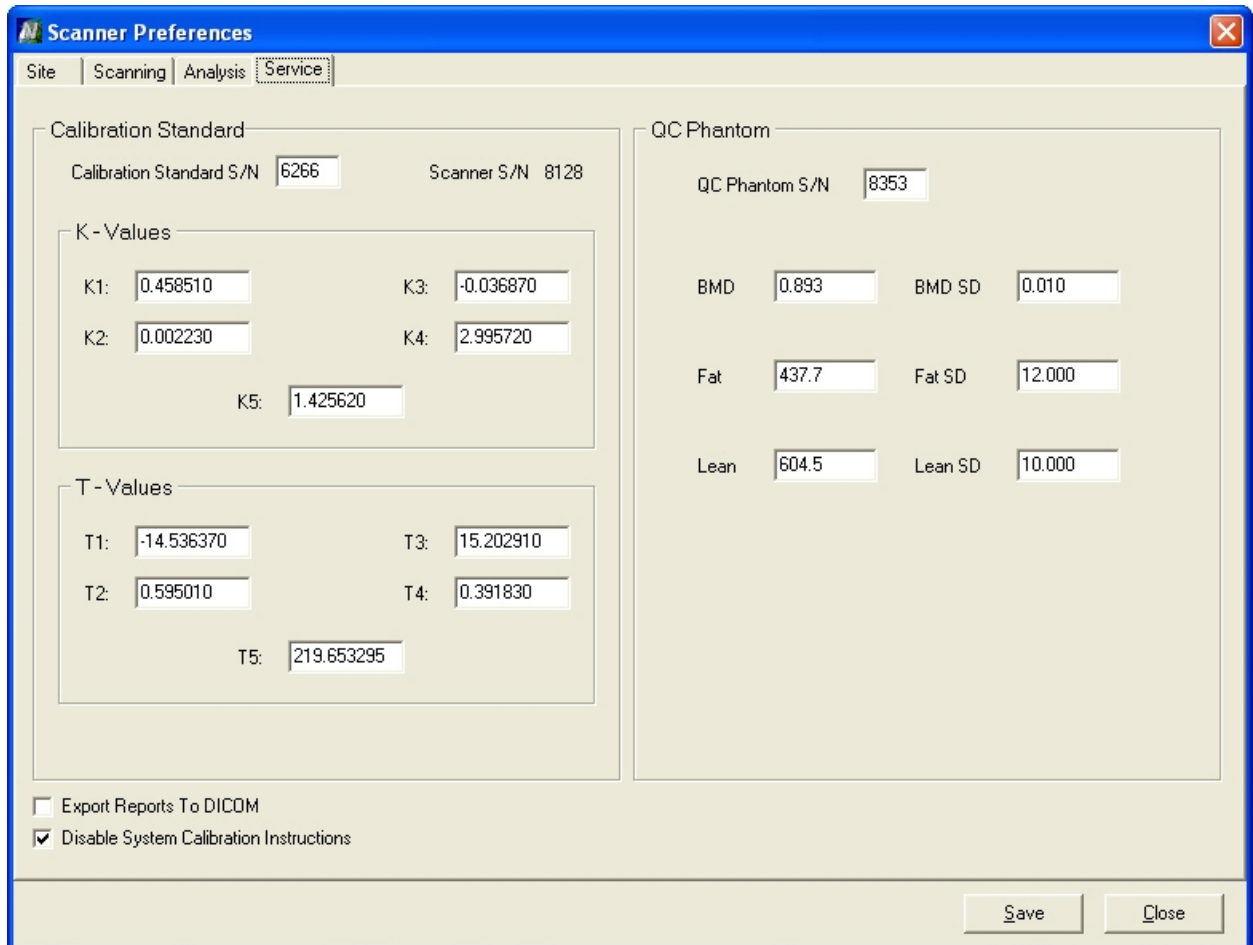 Scanner Preferences
Site Scanning Analysis Service
Calibration Standard
Calibration Standard S/N 6266 Scanner S/N 8128
K-Values
K1: 0.458510 K3: -0.036870
K2: 0.002230 K4: 2.995720
K5: 1.425620
T-Values
T1: -14.536370 T3: 15.202910
T2: 0.595010 T4: 0.391830
T5: 219.653295
QC Phantom
QC Phantom S/N 8353
BMD 0.893 BMD SD 0.010
Fat 437.7 Fat SD 12.000
Lean 604.5 Lean SD 10.000
Export Reports To DICOM
Disable System Calibration Instructions
Save Close